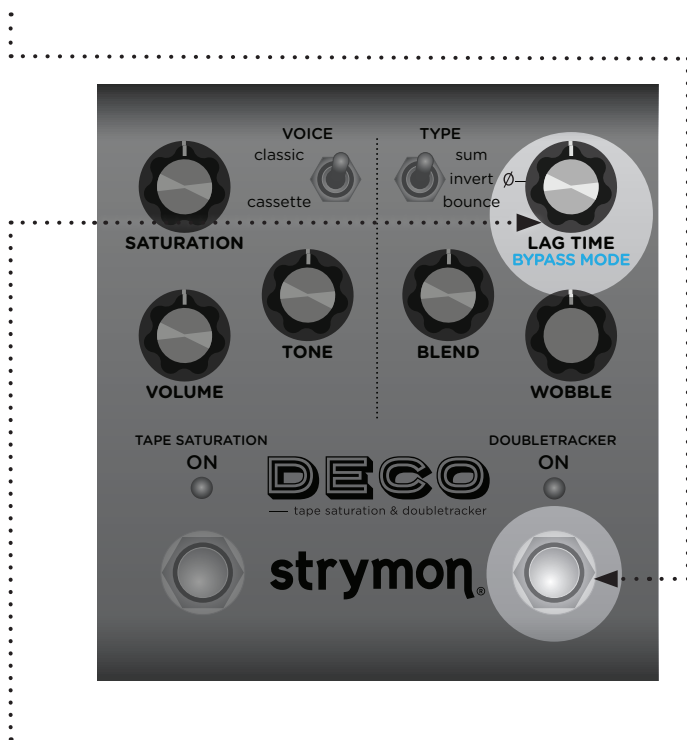 VOICE
classic
cassette
TYPE
sum
invert Ø
bounce
SATURATION
LAG TIME
BYPASS MODE
TONE
BLEND
VOLUME
WOBBLE
TAPE SATURATION
ON
DOUBLETRACKER
ON
DECO
tape saturation & doubletracker
strymon®